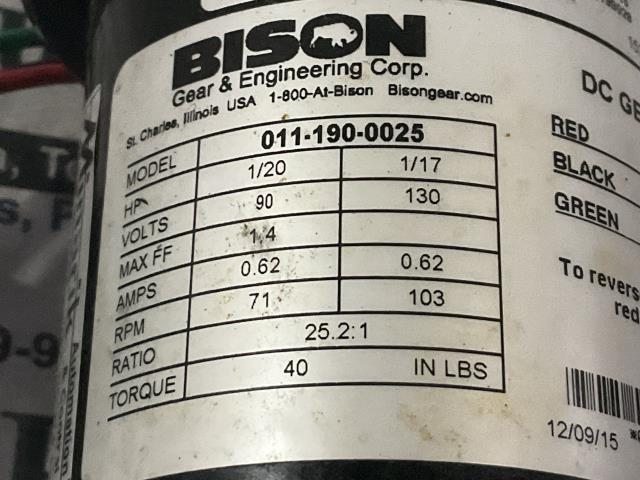 BISON
Gear & Engineering Corp.
St. Charles, Illinois USA 1-800-At-Bison Bisongear.com
MODEL 011-190-0025
HP 1/20 1/17
VOLTS 90 130
MAX FF 1.4
AMPS 0.62 0.62
RPM 71 103
RATIO 25.2:1
TORQUE 40 IN LBS
DC GE
RED
BLACK
GREEN
To revers
red
12/09/15
Automation